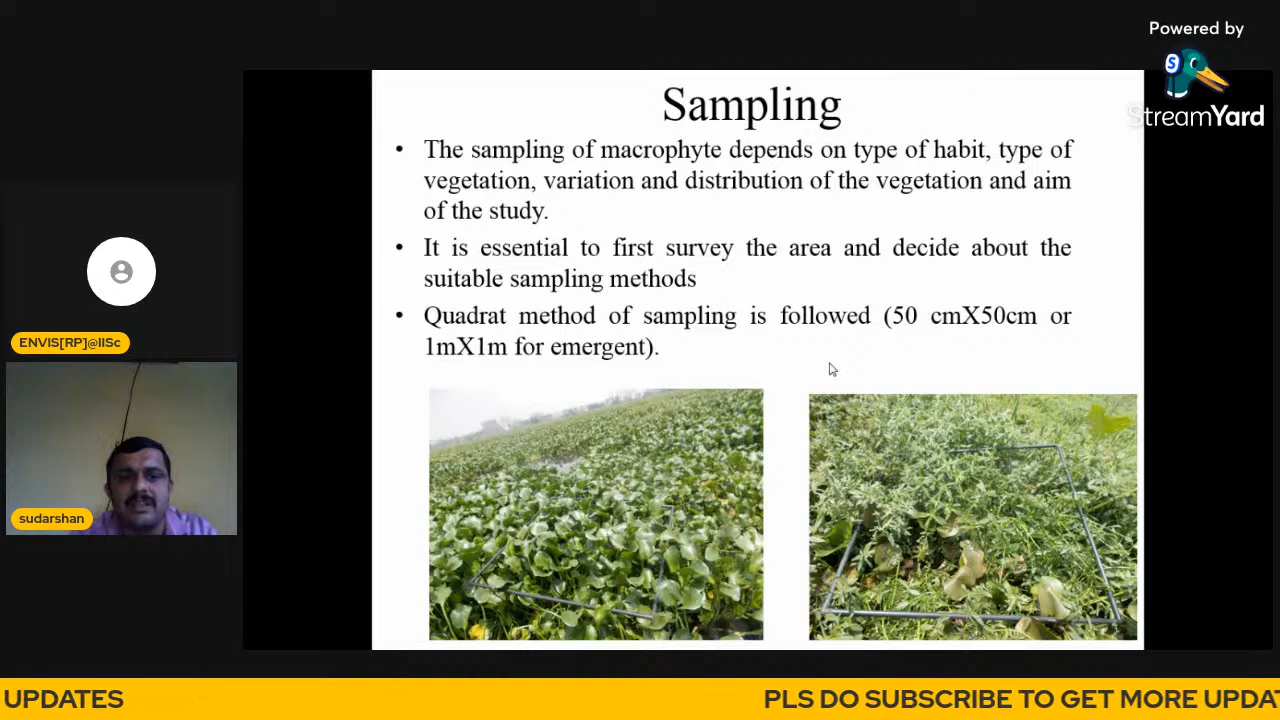 Powered by
S
StreamYard
Sampling
• The sampling of macrophyte depends on type of habit, type of
vegetation, variation and distribution of the vegetation and aim
of the study.
• It is essential to first survey the area and decide about the
suitable sampling methods
• Quadrat method of sampling is followed (50 cmX50cm or
1mX1m for emergent).
ENVIS[RP]@IISc
sudarshan
UPDATES
PLS DO SUBSCRIBE TO GET MORE UPDA